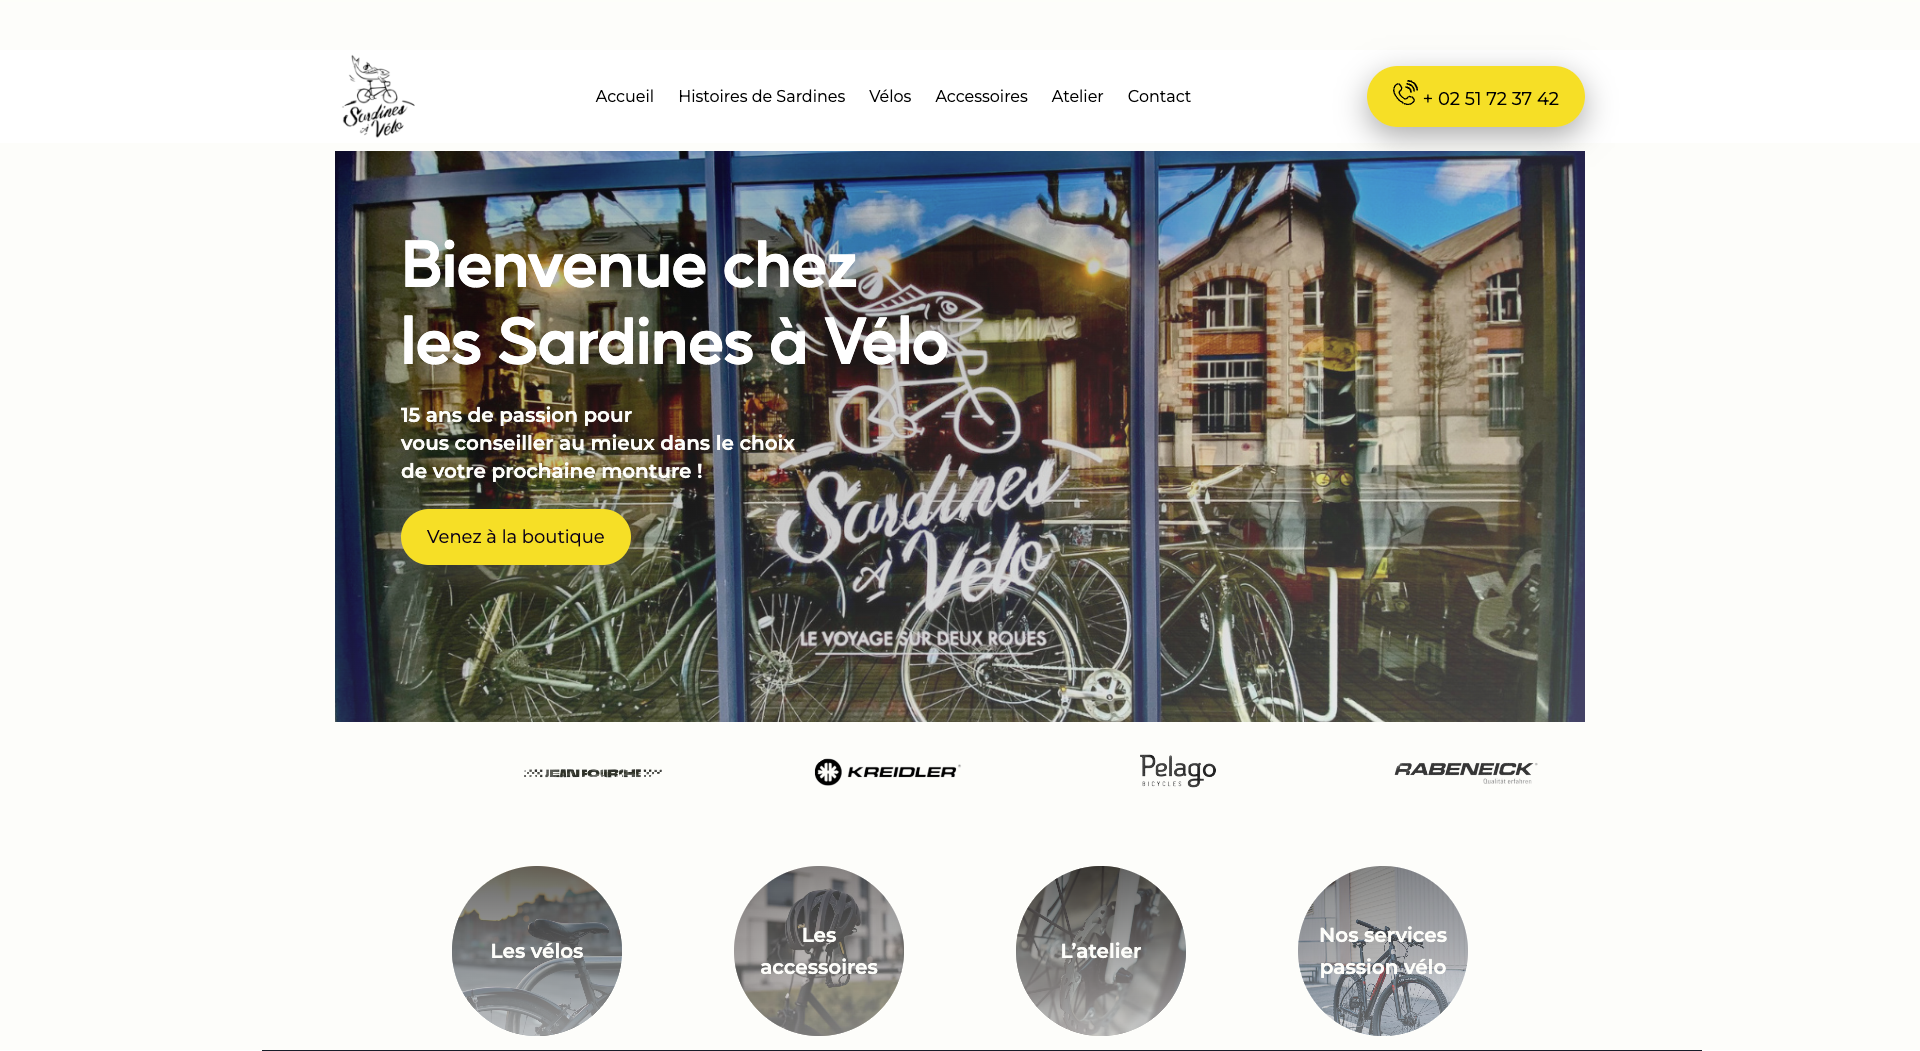 Sardines
à Vélo
Accueil
Histoires de Sardines
Vélos
Accessoires
Atelier
Contact
+ 02 51 72 37 42
Bienvenue chez
les Sardines à Vélo
15 ans de passion pour
vous conseiller au mieux dans le choix
de votre prochaine monture !
Venez à la boutique
Sardines
à Vélo
LE VOYAGE SUR DEUX ROUES
KREIDLER
Pelago
BICYCLES
RABENEICK
Qualität erfahren
Les vélos
Les
accessoires
L’atelier
Nos services
passion vélo